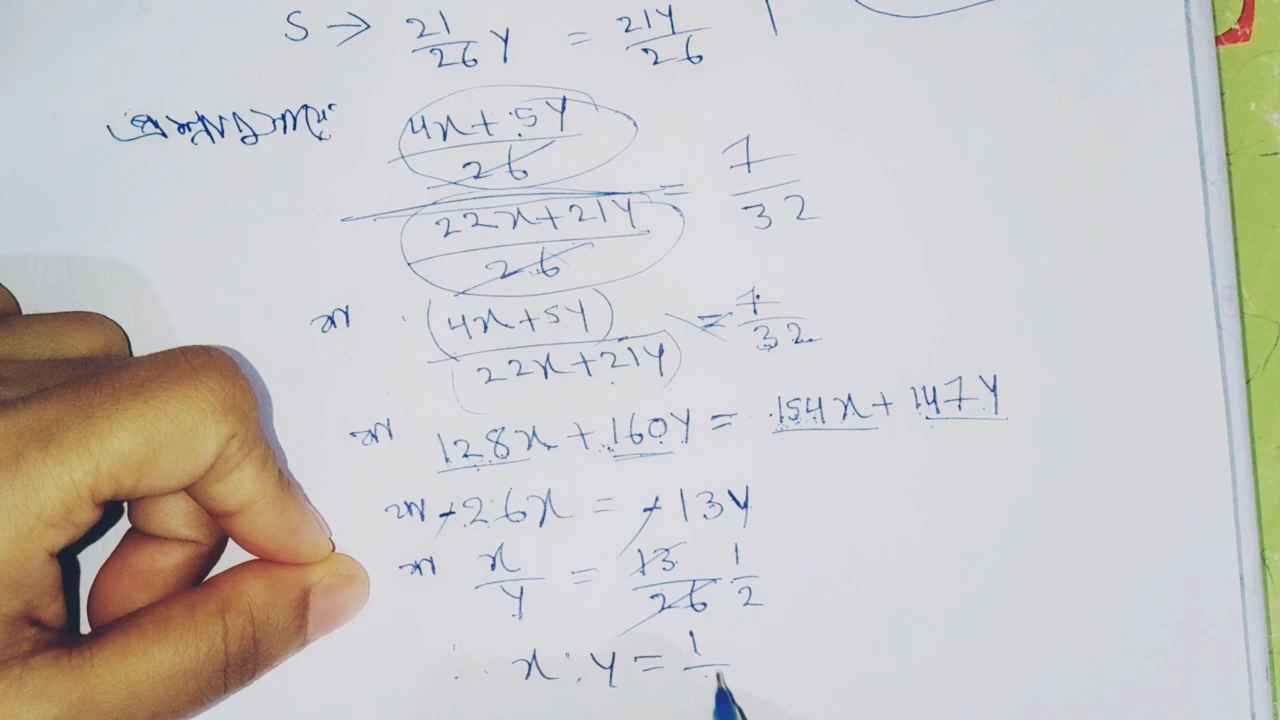 S → 21/26 y = 21y/26
প্রশ্নানুসারে
(4x+5y)/26 / (22x+21y)/26 = 7/32
বা (4x+5y)/(22x+21y) = 7/32
বা 128x + 160y = 154x + 147y
বা -26x = -13y
বা x/y = 13/26 1/2
∴ x : y = 1